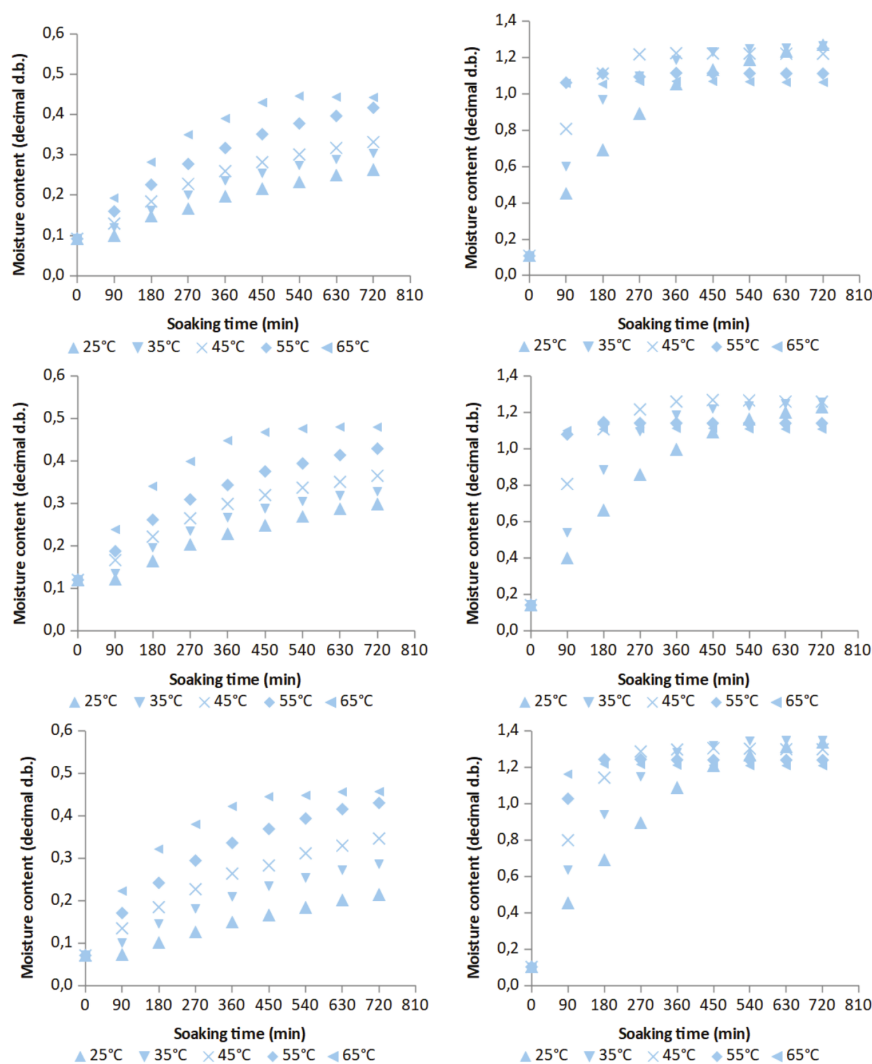 0,6
0,5
0,4
0,3
0,2
0,1
0,0
Moisture content (decimal d.b.)
0 90 180 270 360 450 540 630 720 810
Soaking time (min)
25°C 35°C 45°C 55°C 65°C
1,4
1,2
1,0
0,8
0,6
0,4
0,2
0,0
Moisture content (decimal d.b.)
0 90 180 270 360 450 540 630 720 810
Soaking time (min)
25°C 35°C 45°C 55°C 65°C
0,6
0,5
0,4
0,3
0,2
0,1
0,0
Moisture content (decimal d.b.)
0 90 180 270 360 450 540 630 720 810
Soaking time (min)
25°C 35°C 45°C 55°C 65°C
1,4
1,2
1,0
0,8
0,6
0,4
0,2
0,0
Moisture content (decimal d.b.)
0 90 180 270 360 450 540 630 720 810
Soaking time (min)
25°C 35°C 45°C 55°C 65°C
0,6
0,5
0,4
0,3
0,2
0,1
0,0
Moisture content (decimal d.b.)
0 90 180 270 360 450 540 630 720 810
Soaking time (min)
25°C 35°C 45°C 55°C 65°C
1,4
1,2
1,0
0,8
0,6
0,4
0,2
0,0
Moisture content (decimal d.b.)
0 90 180 270 360 450 540 630 720 810
Soaking time (min)
25°C 35°C 45°C 55°C 65°C